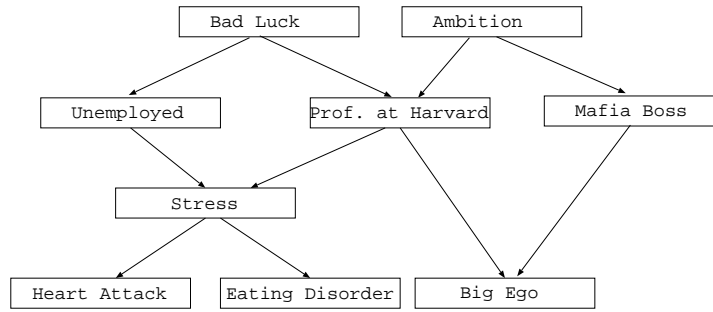 Bad Luck
Ambition
Unemployed
Prof. at Harvard
Mafia Boss
Stress
Heart Attack
Eating Disorder
Big Ego